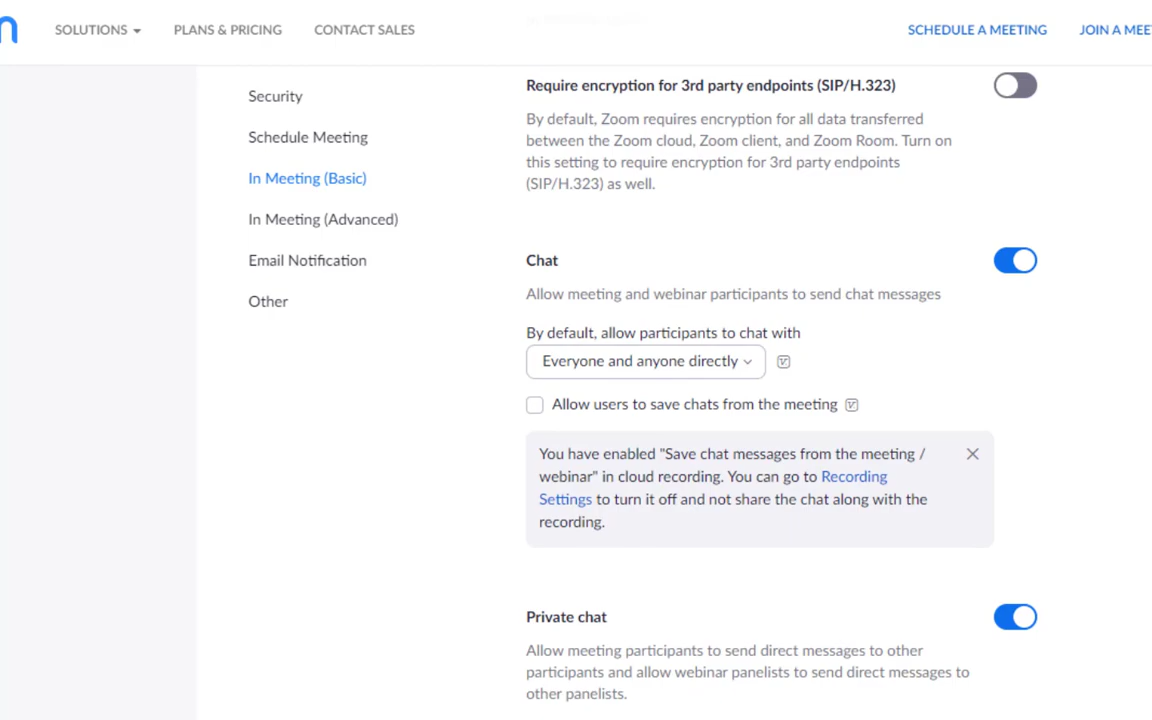 SOLUTIONS PLANS & PRICING CONTACT SALES SCHEDULE A MEETING JOIN A MEE
Security
Schedule Meeting
In Meeting (Basic)
In Meeting (Advanced)
Email Notification
Other
Require encryption for 3rd party endpoints (SIP/H.323)
By default, Zoom requires encryption for all data transferred
between the Zoom cloud, Zoom client, and Zoom Room. Turn on
this setting to require encryption for 3rd party endpoints
(SIP/H.323) as well.
Chat
Allow meeting and webinar participants to send chat messages
By default, allow participants to chat with
Everyone and anyone directly
Allow users to save chats from the meeting
You have enabled "Save chat messages from the meeting /
webinar" in cloud recording. You can go to Recording
Settings to turn it off and not share the chat along with the
recording.
Private chat
Allow meeting participants to send direct messages to other
participants and allow webinar panelists to send direct messages to
other panelists.